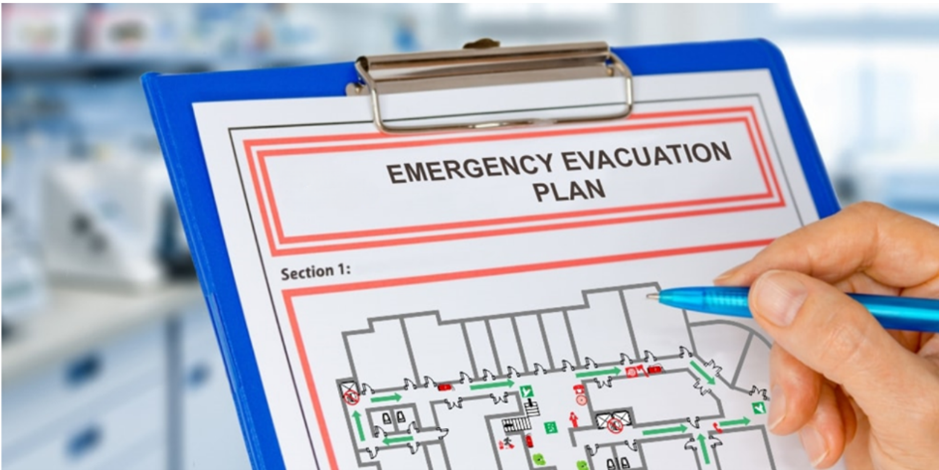 EMERGENCY EVACUATION
PLAN
Section 1: